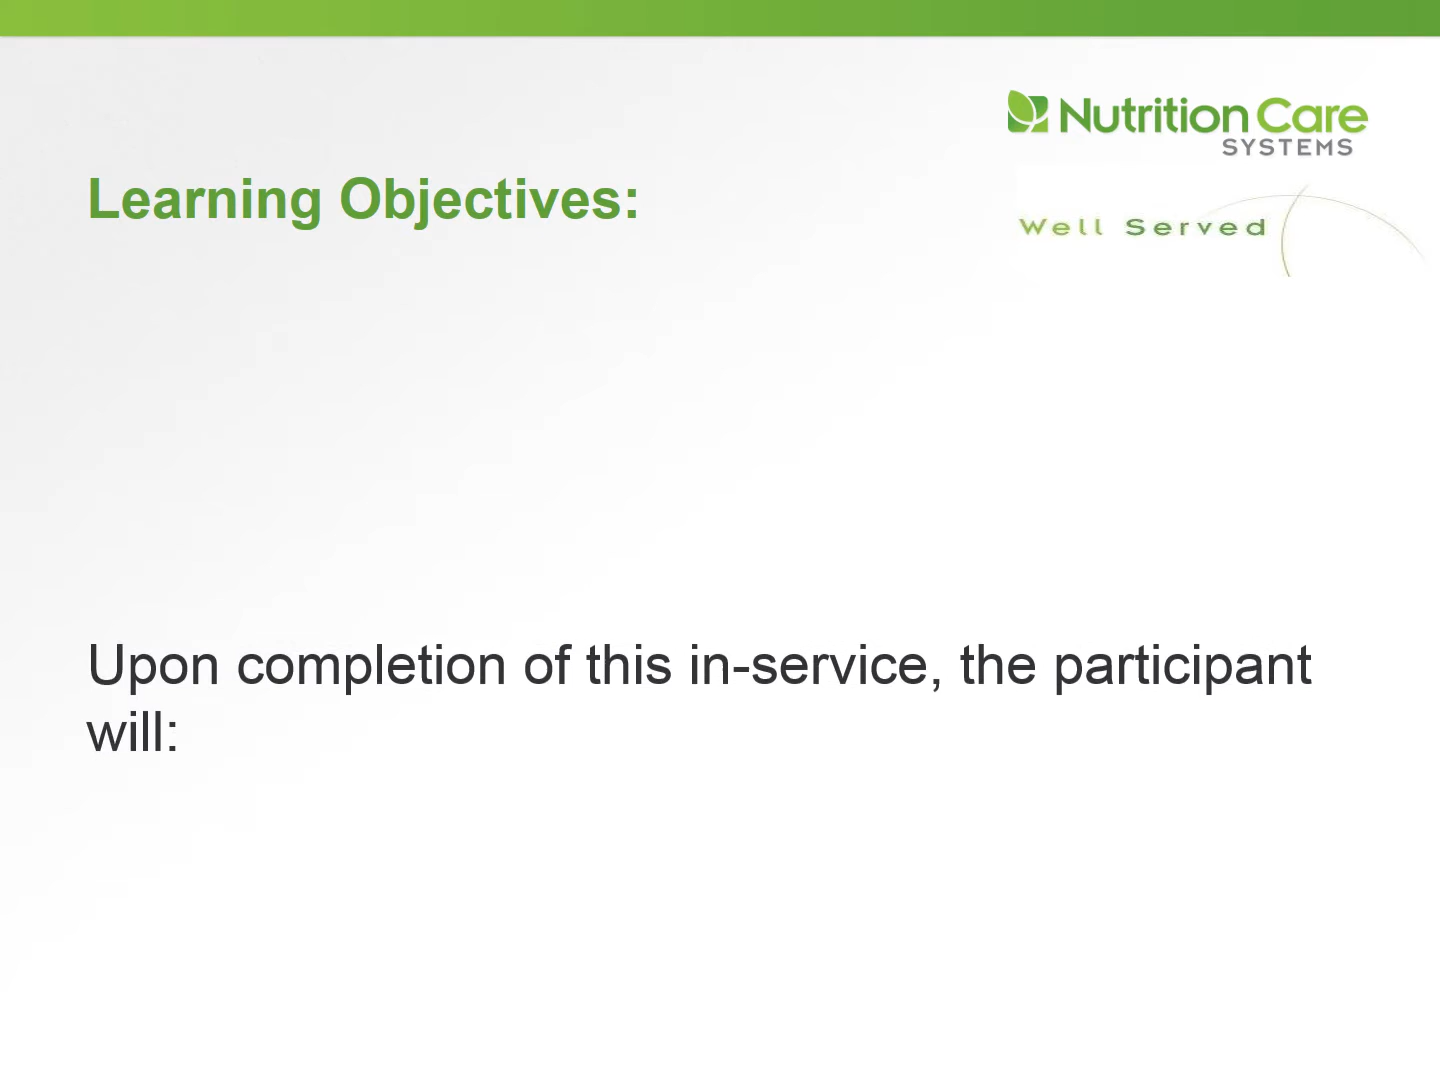 Nutrition Care
SYSTEMS
Learning Objectives:
Well Served
Upon completion of this in-service, the participant
will: